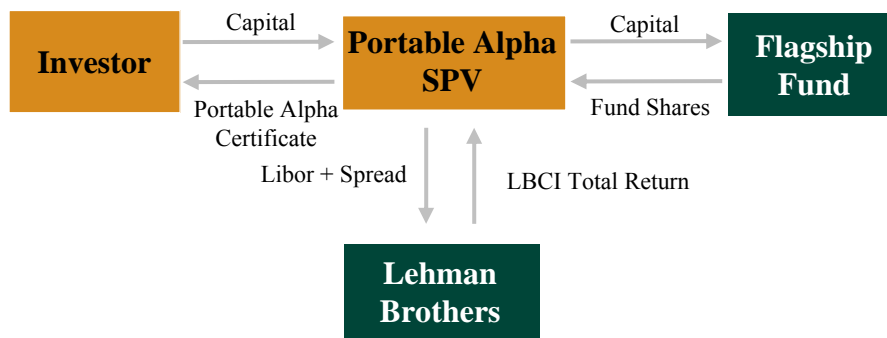 Capital
Capital
Investor
Portable Alpha
SPV
Flagship
Fund
Portable Alpha
Certificate
Fund Shares
Libor + Spread
LBCI Total Return
Lehman
Brothers